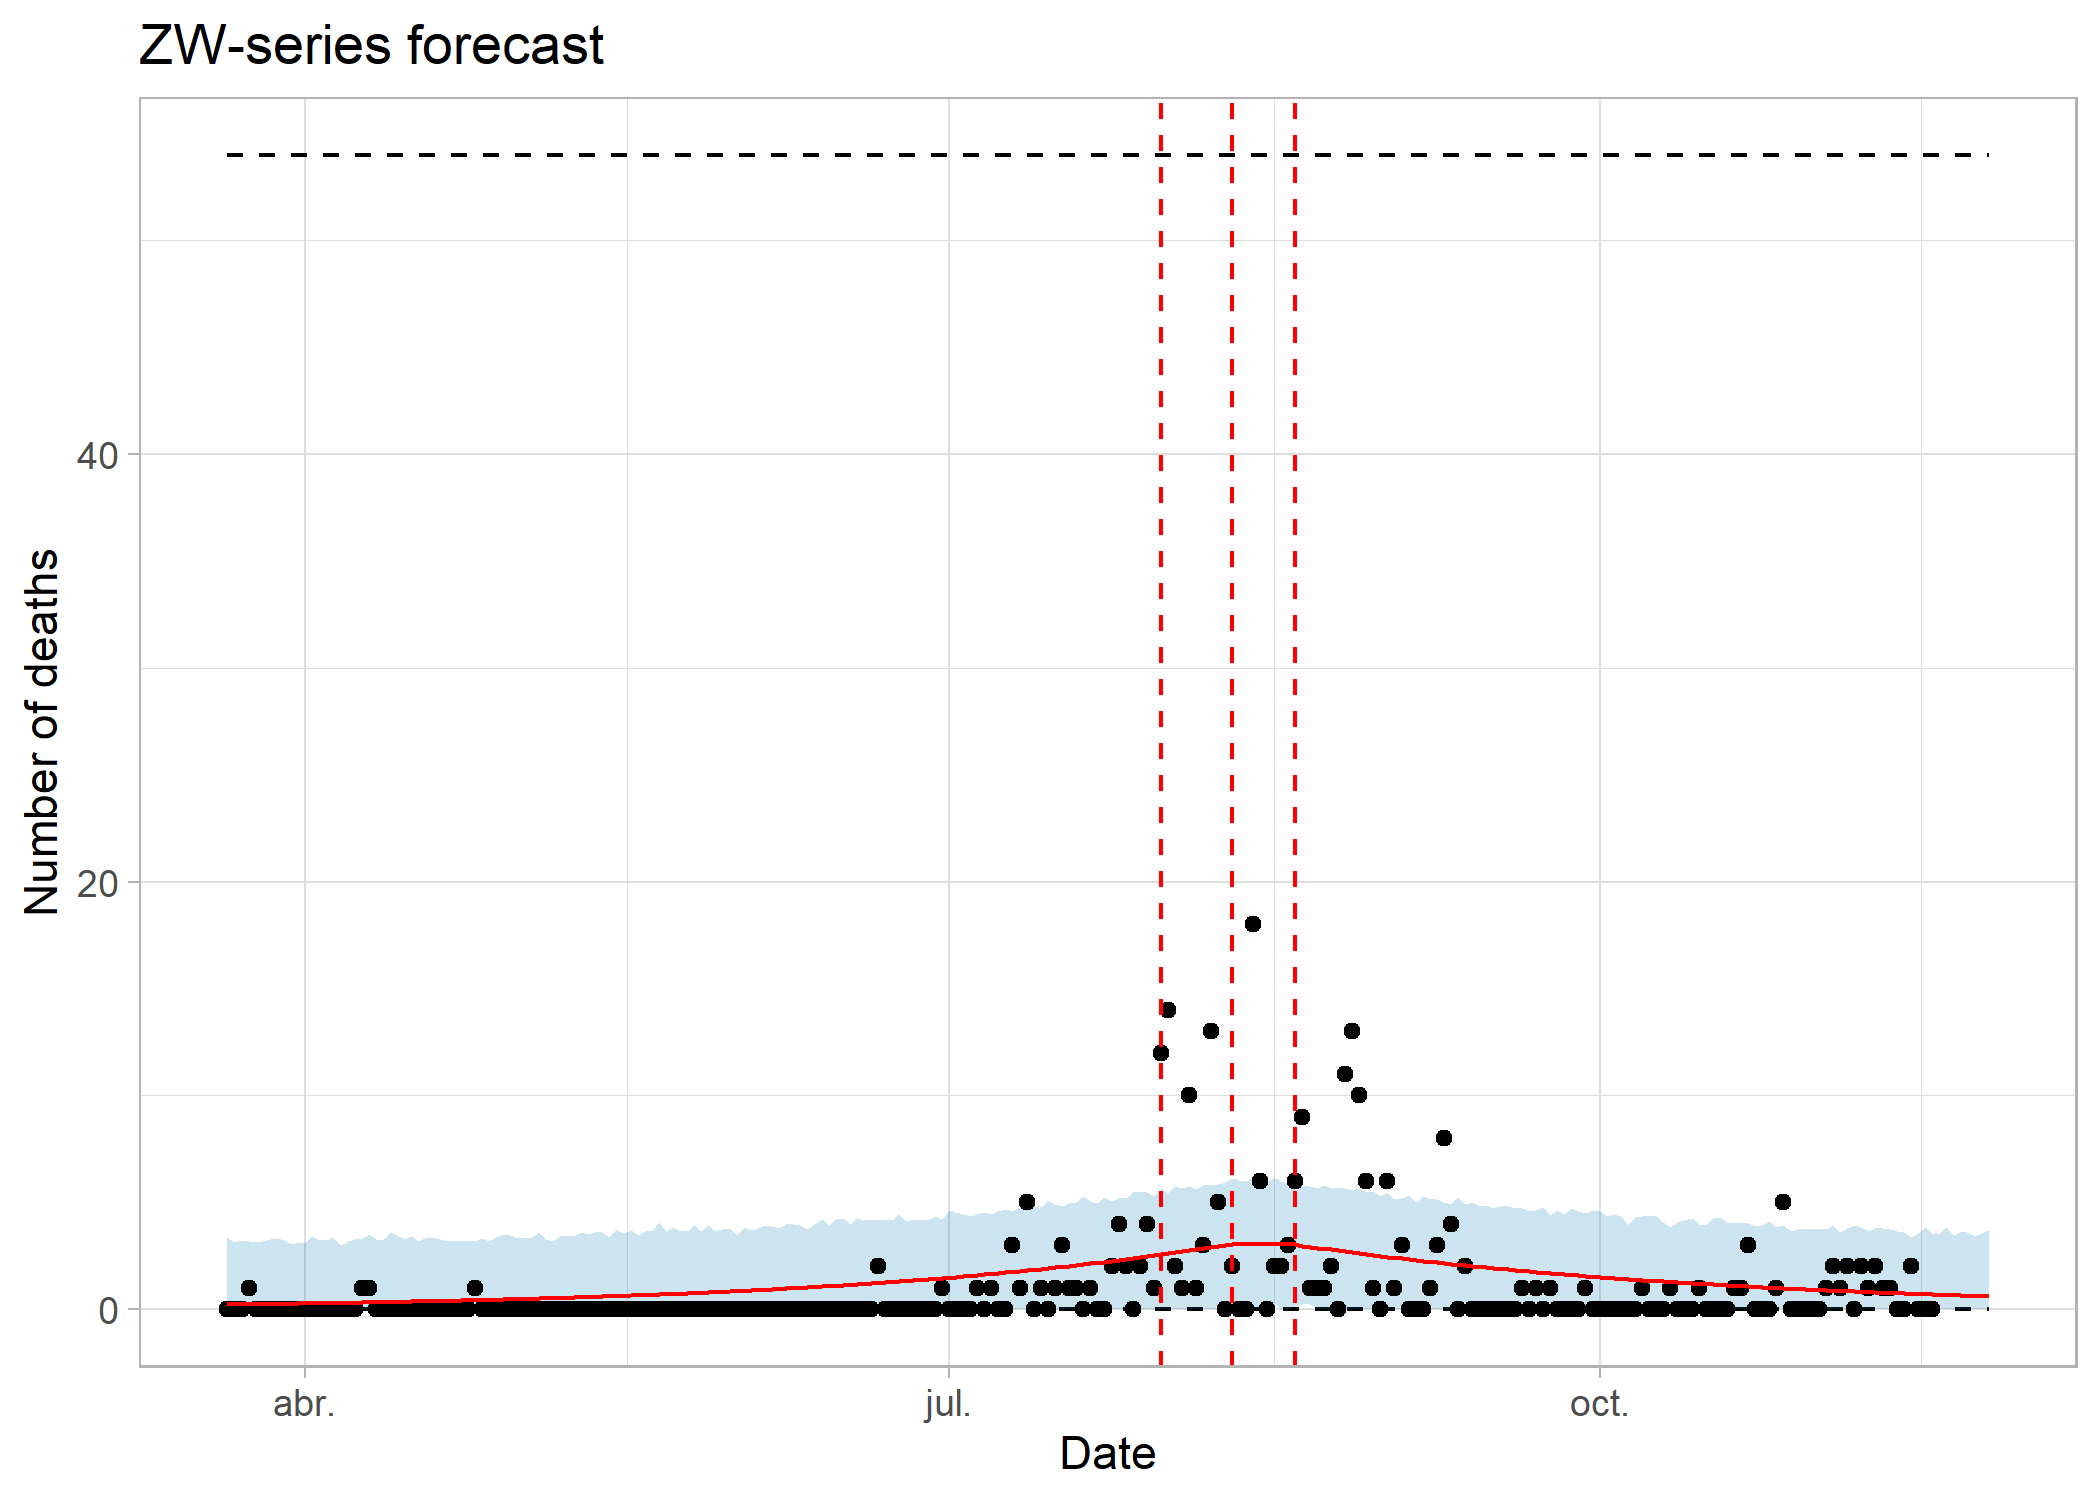 ZW-series forecast
Number of deaths
40
20
0
abr.
jul.
oct.
Date